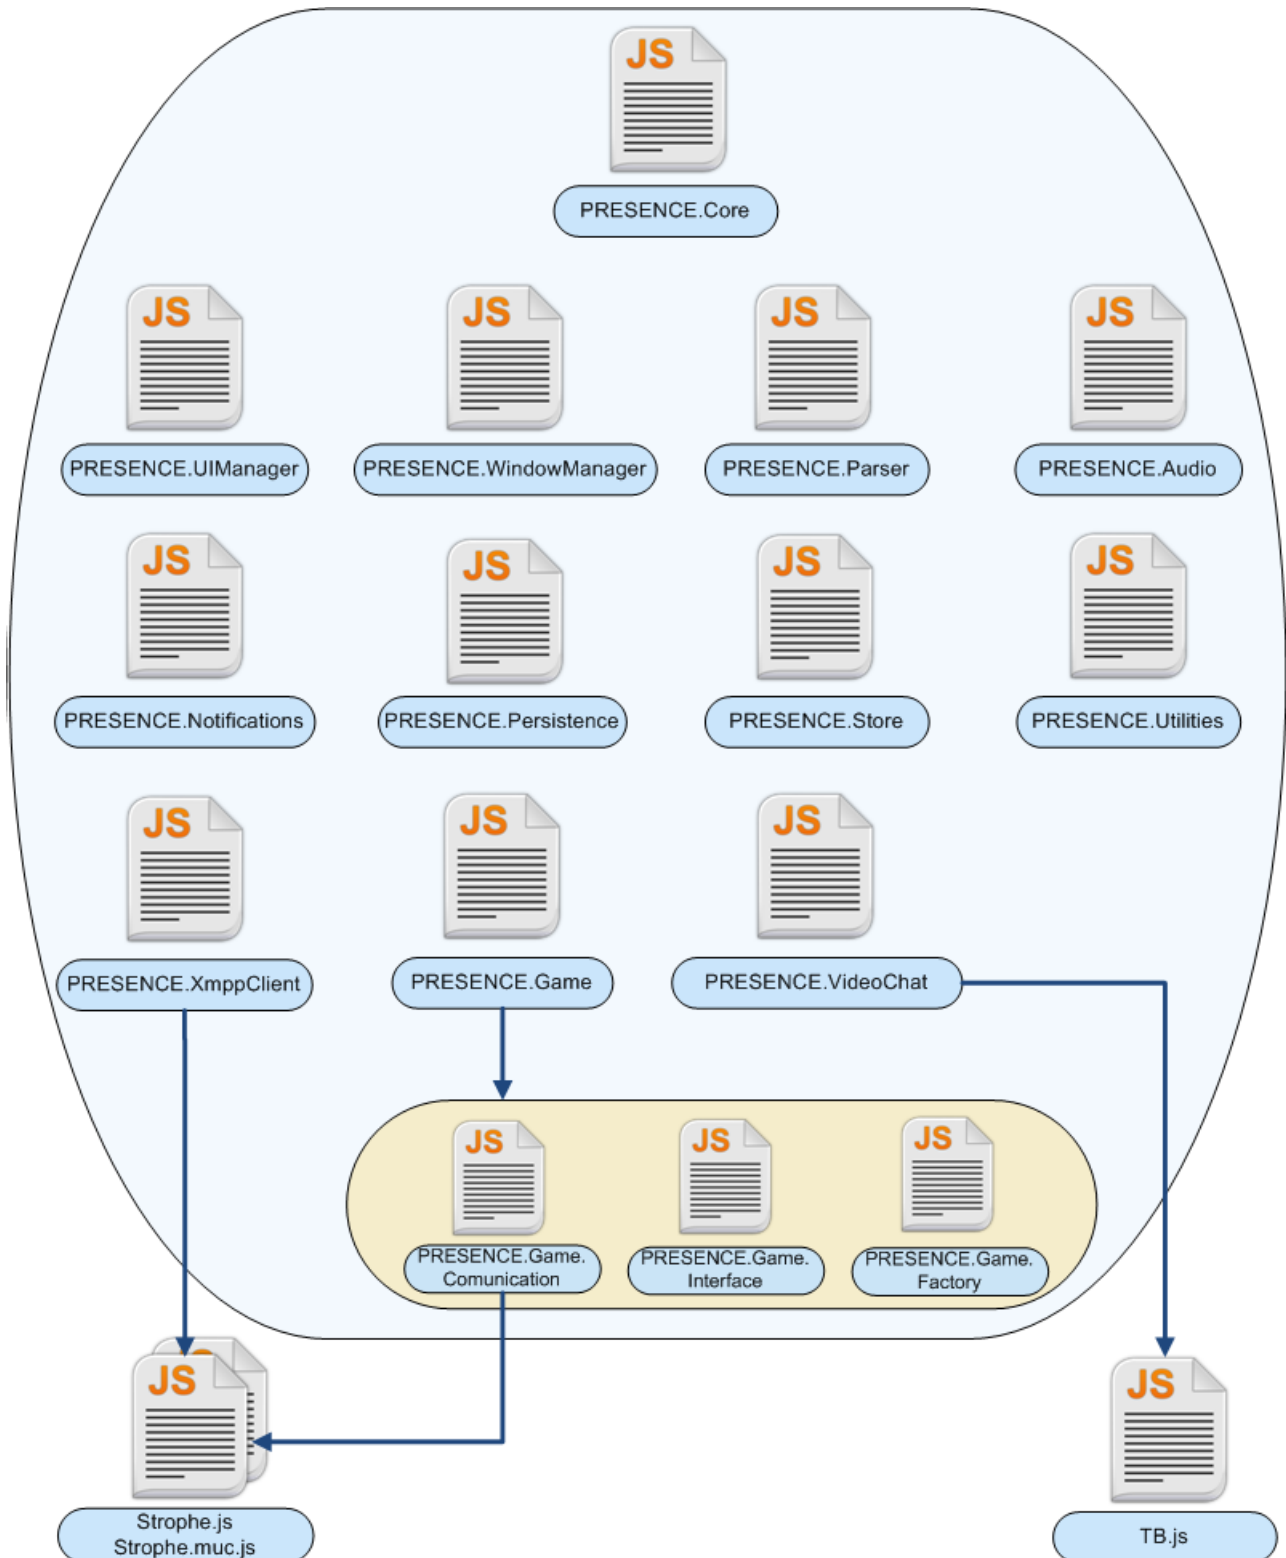 JS
PRESENCE.Core
JS JS JS JS
PRESENCE.UIManager PRESENCE.WindowManager PRESENCE.Parser PRESENCE.Audio
JS JS JS JS
PRESENCE.Notifications PRESENCE.Persistence PRESENCE.Store PRESENCE.Utilities
JS JS JS
PRESENCE.XmppClient PRESENCE.Game PRESENCE.VideoChat
JS JS JS
PRESENCE.Game.
Comunication
PRESENCE.Game.
Interface
PRESENCE.Game.
Factory
JS
JS
JS
Strophe.js
Strophe.muc.js
TB.js